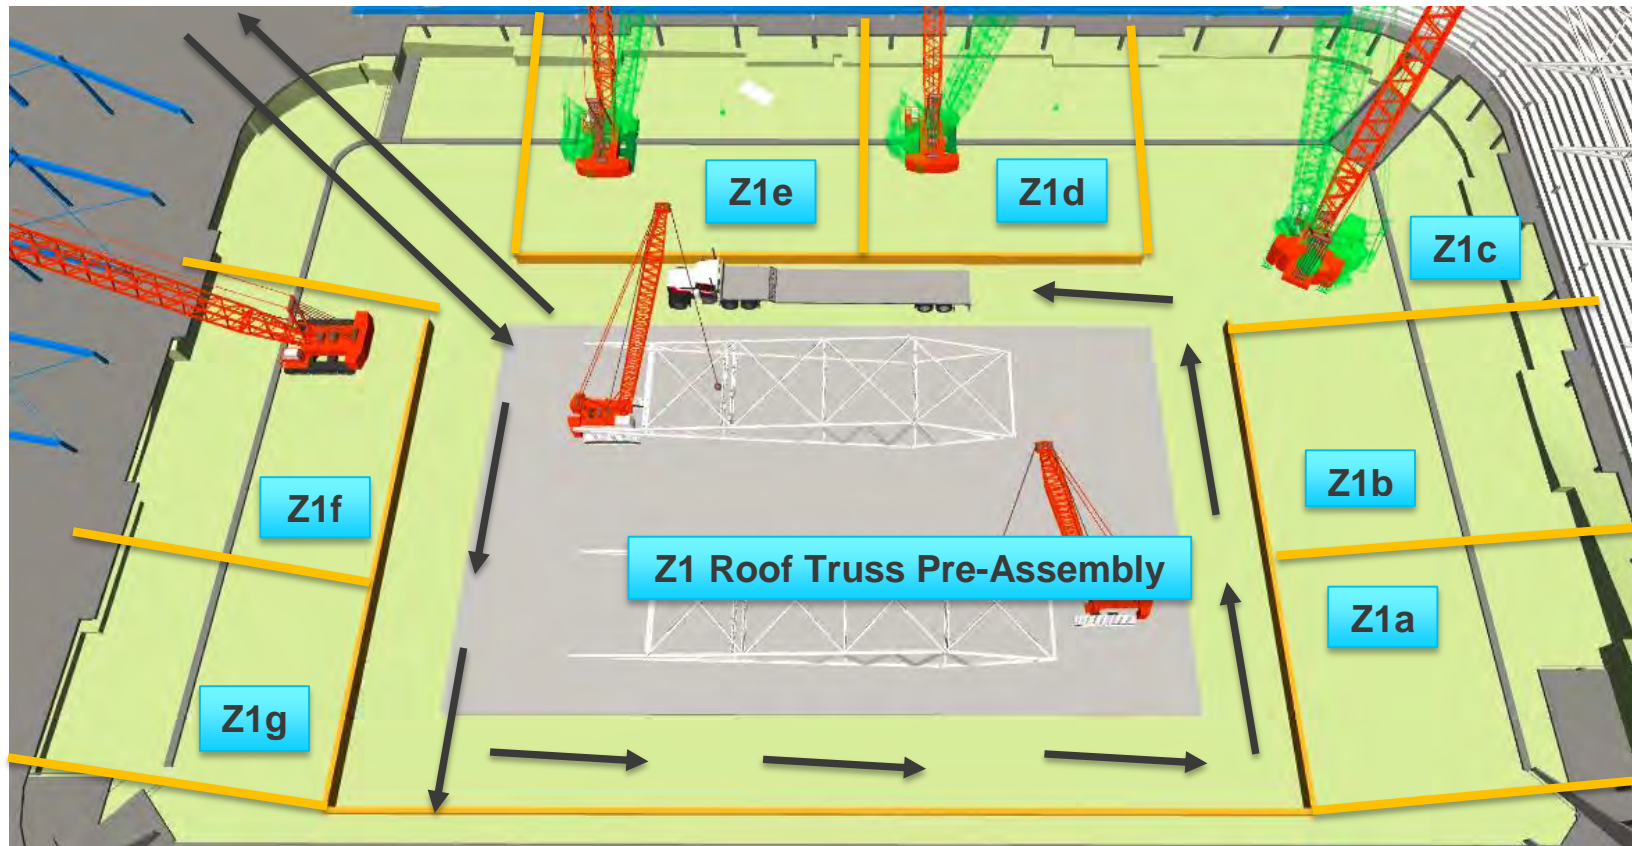 Z1e
Z1d
Z1c
Z1f
Z1b
Z1 Roof Truss Pre-Assembly
Z1a
Z1g